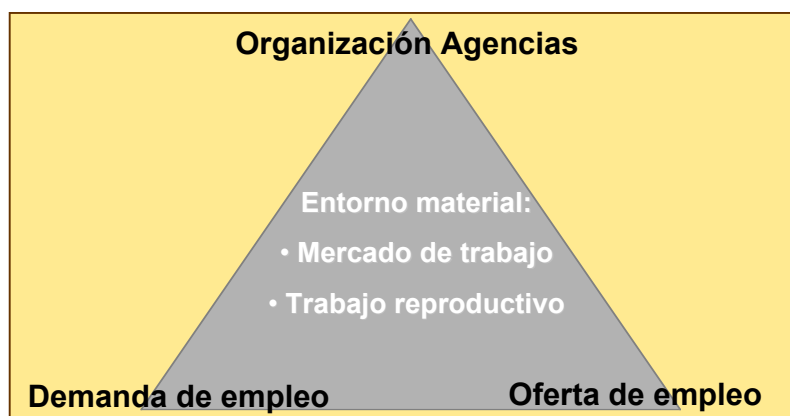 Organización Agencias
Entorno material:
• Mercado de trabajo
• Trabajo reproductivo
Demanda de empleo
Oferta de empleo